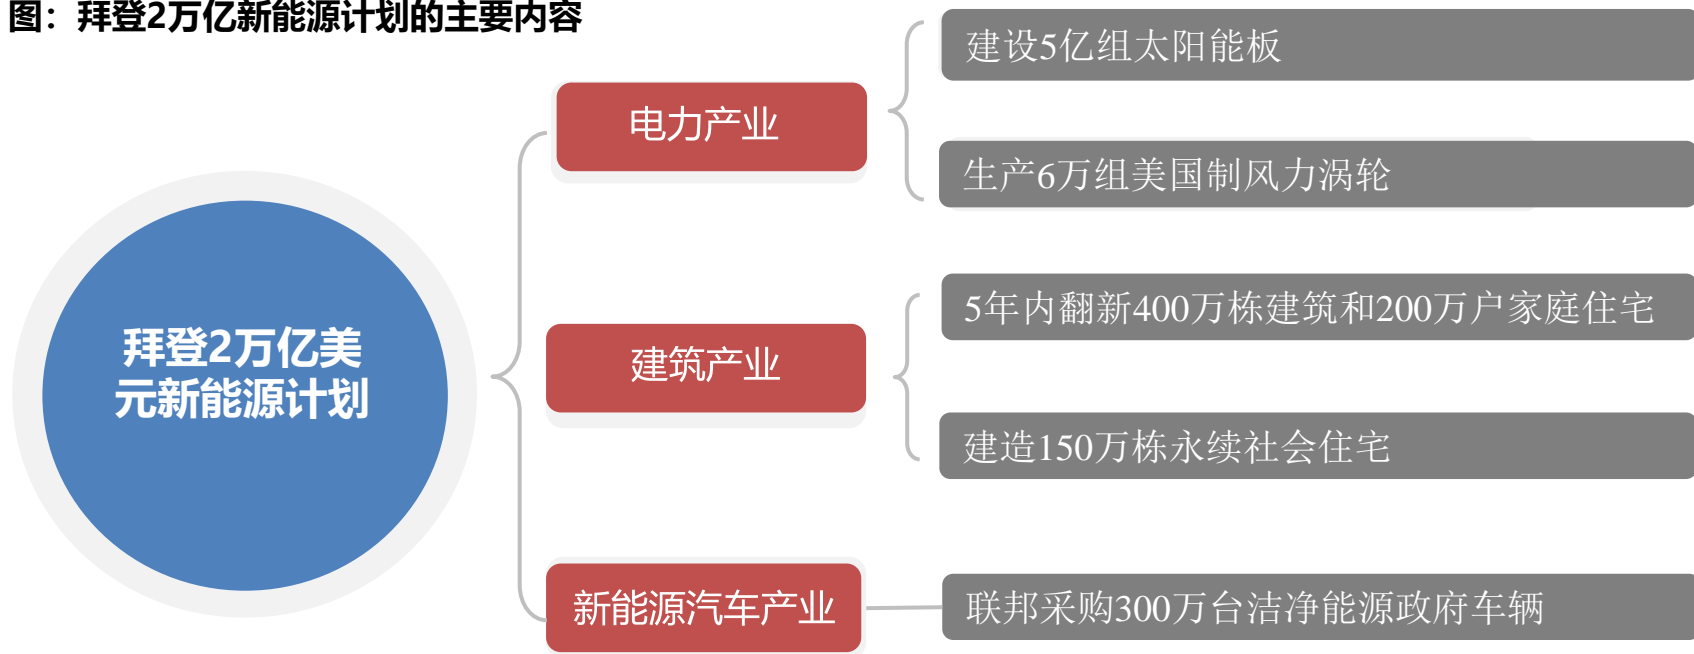 图：拜登2万亿新能源计划的主要内容
拜登2万亿美
元新能源计划
电力产业
建设5亿组太阳能板
生产6万组美国制风力涡轮
建筑产业
5年内翻新400万栋建筑和200万户家庭住宅
建造150万栋永续社会住宅
新能源汽车产业
联邦采购300万台洁净能源政府车辆